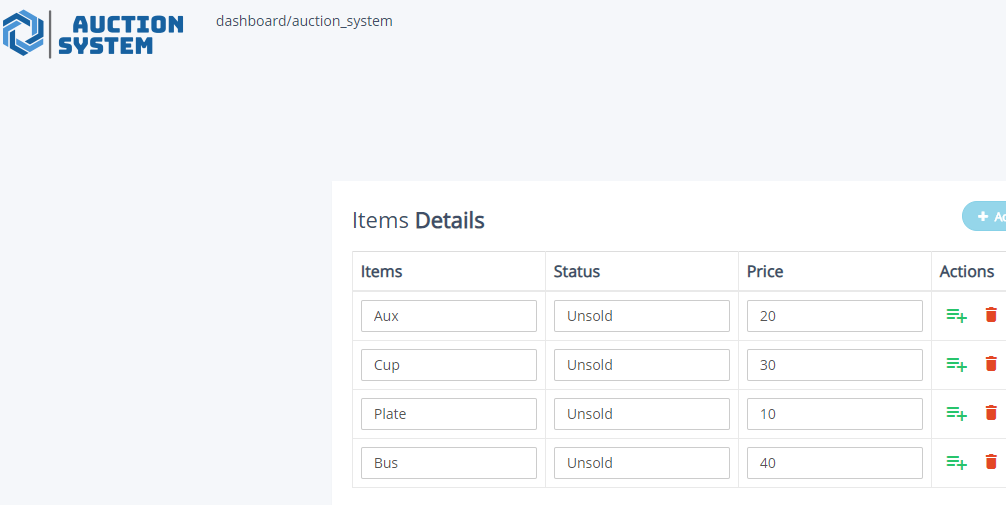 AUCTION
SYSTEM
dashboard/auction_system
Items Details
Items Status Price Actions
Aux Unsold 20
Cup Unsold 30
Plate Unsold 10
Bus Unsold 40